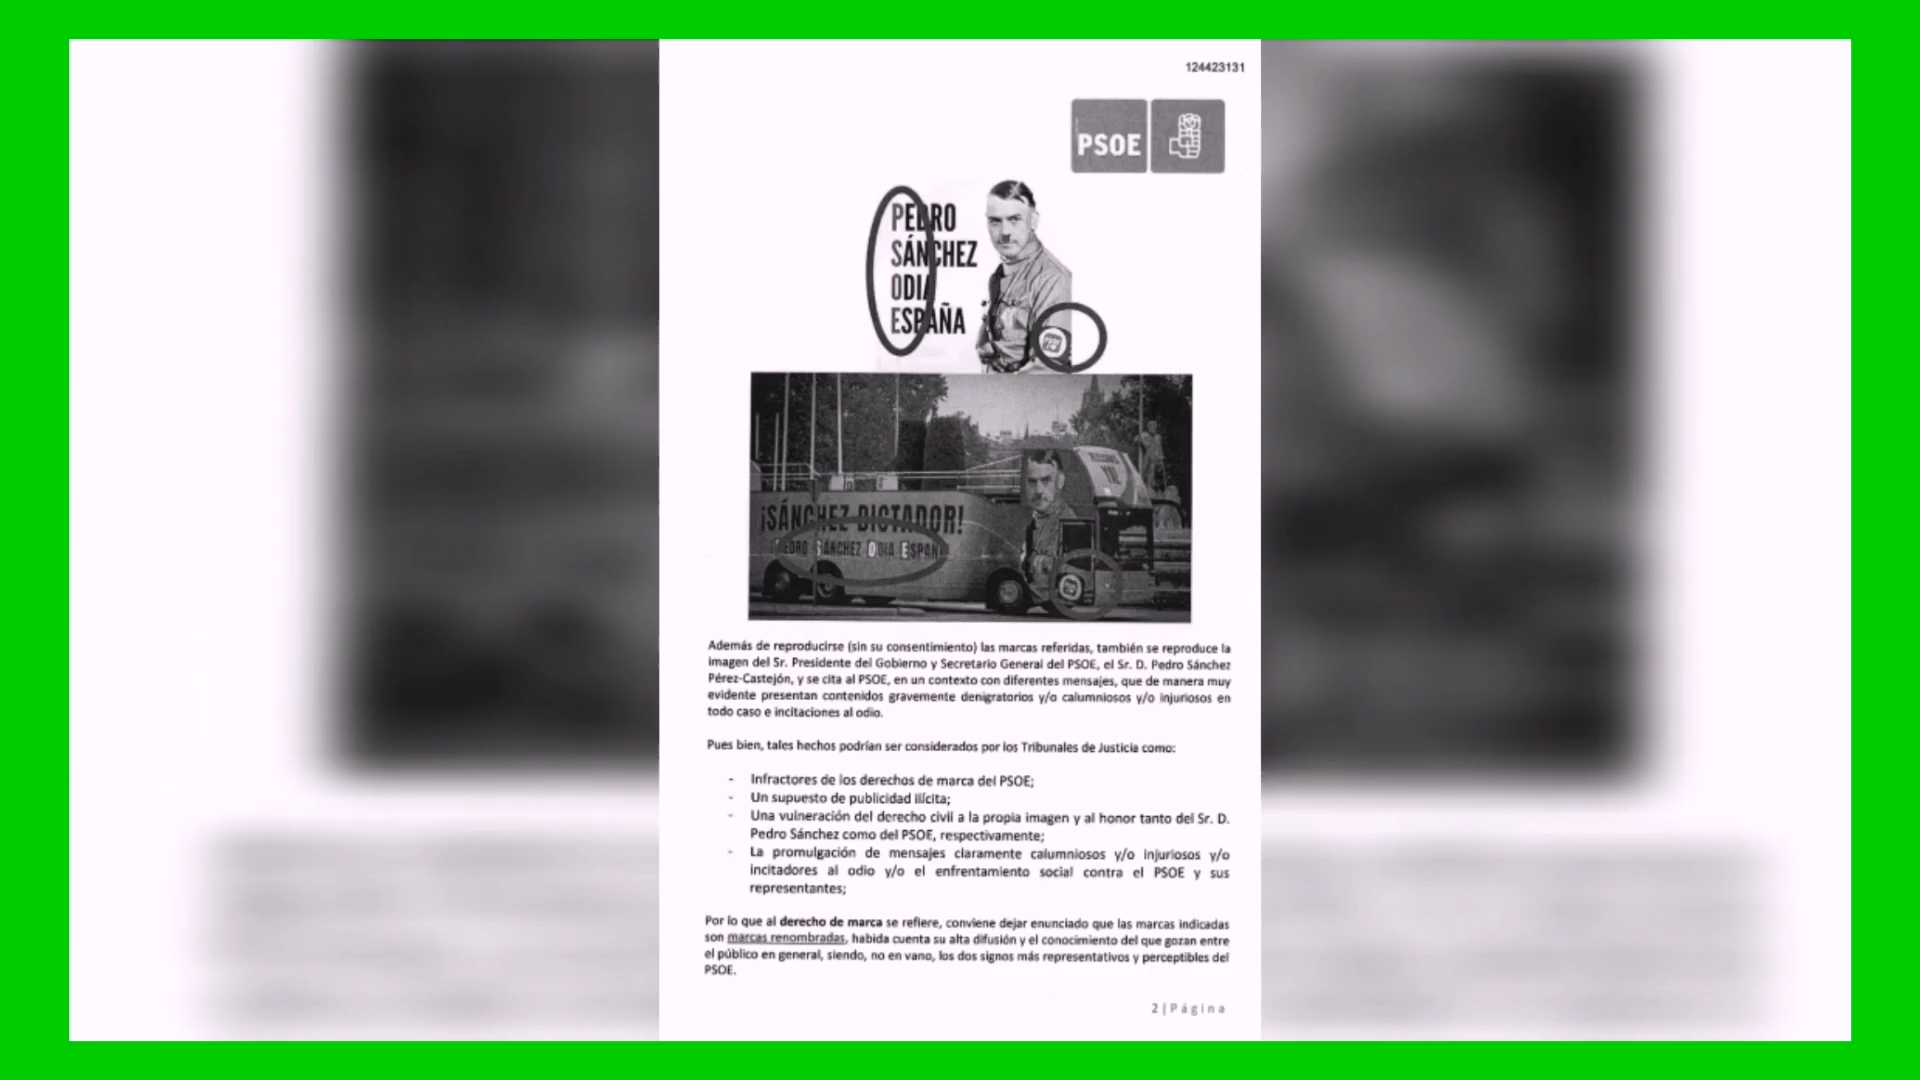 124423131
PSOE
PEDRO
SÁNCHEZ
ODIA
ESPAÑA
¡SÁNCHEZ DICTADOR!
PEDRO SÁNCHEZ ODIA ESPAÑA
Además de reproducirse (sin su consentimiento) las marcas referidas, también se reproduce la
imagen del Sr. Presidente del Gobierno y Secretario General del PSOE, el Sr. D. Pedro Sánchez
Pérez-Castejón, y se cita al PSOE, en un contexto con diferentes mensajes, que de manera muy
evidente presentan contenidos gravemente denigratorios y/o calumniosos y/o injuriosos en
todo caso e incitaciones al odio.
Pues bien, tales hechos podrían ser considerados por los Tribunales de Justicia como:
- Infractores de los derechos de marca del PSOE;
- Un supuesto de publicidad ilícita;
- Una vulneración del derecho civil a la propia imagen y al honor tanto del Sr. D.
Pedro Sánchez como del PSOE, respectivamente;
- La promulgación de mensajes claramente calumniosos y/o injuriosos y/o
incitadores al odio y/o el enfrentamiento social contra el PSOE y sus
representantes;
Por lo que al derecho de marca se refiere, conviene dejar enunciado que las marcas indicadas
son marcas renombradas, habida cuenta su alta difusión y el conocimiento del que gozan entre
el público en general, siendo, no en vano, los dos signos más representativos y perceptibles del
PSOE.
2 | Página